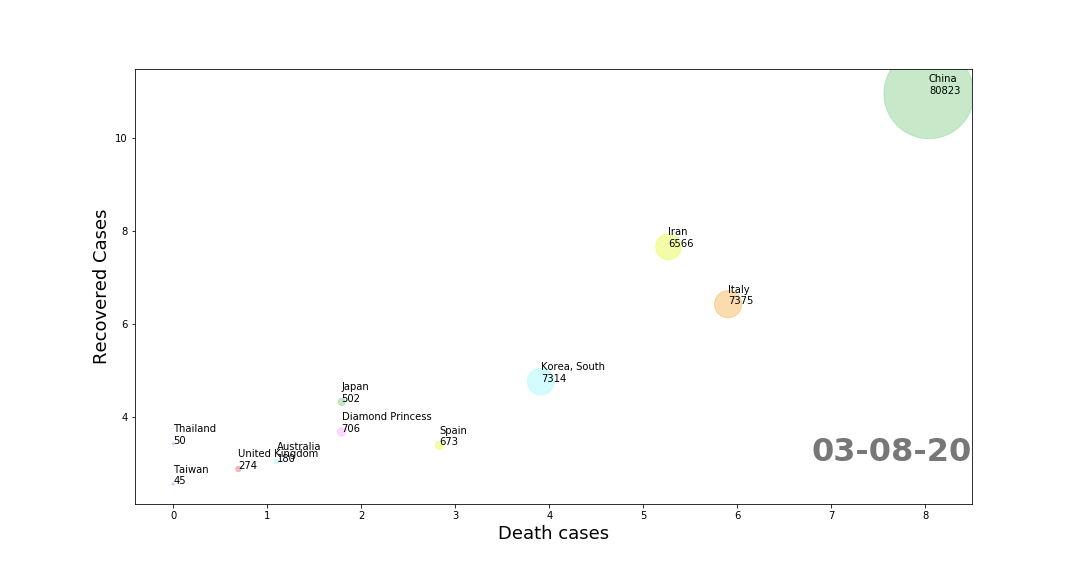 China
80823
10
8
6
4
Recovered Cases
Iran
6566
Italy
7375
Korea, South
7314
Japan
502
Diamond Princess
706
Spain
673
Thailand
50
Australia
180
United Kingdom
274
Taiwan
45
03-08-20
0 1 2 3 4 5 6 7 8
Death cases